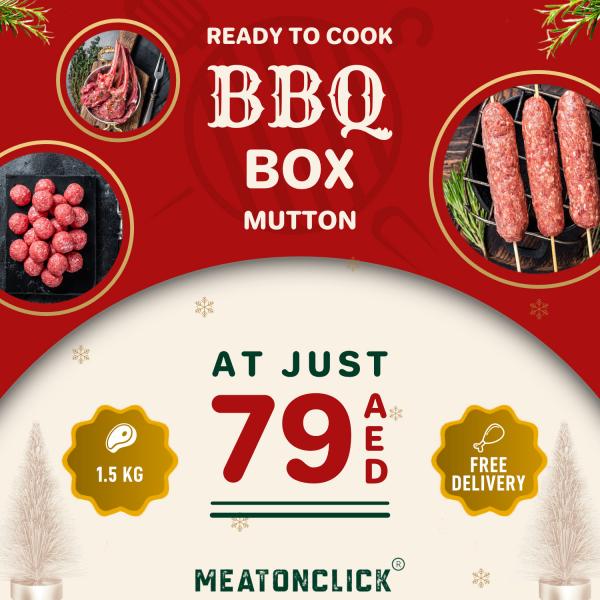 READY TO COOK
BBQ
BOX
MUTTON
AT JUST
79 AED
1.5 KG
FREE
DELIVERY
MEATONCLICK®